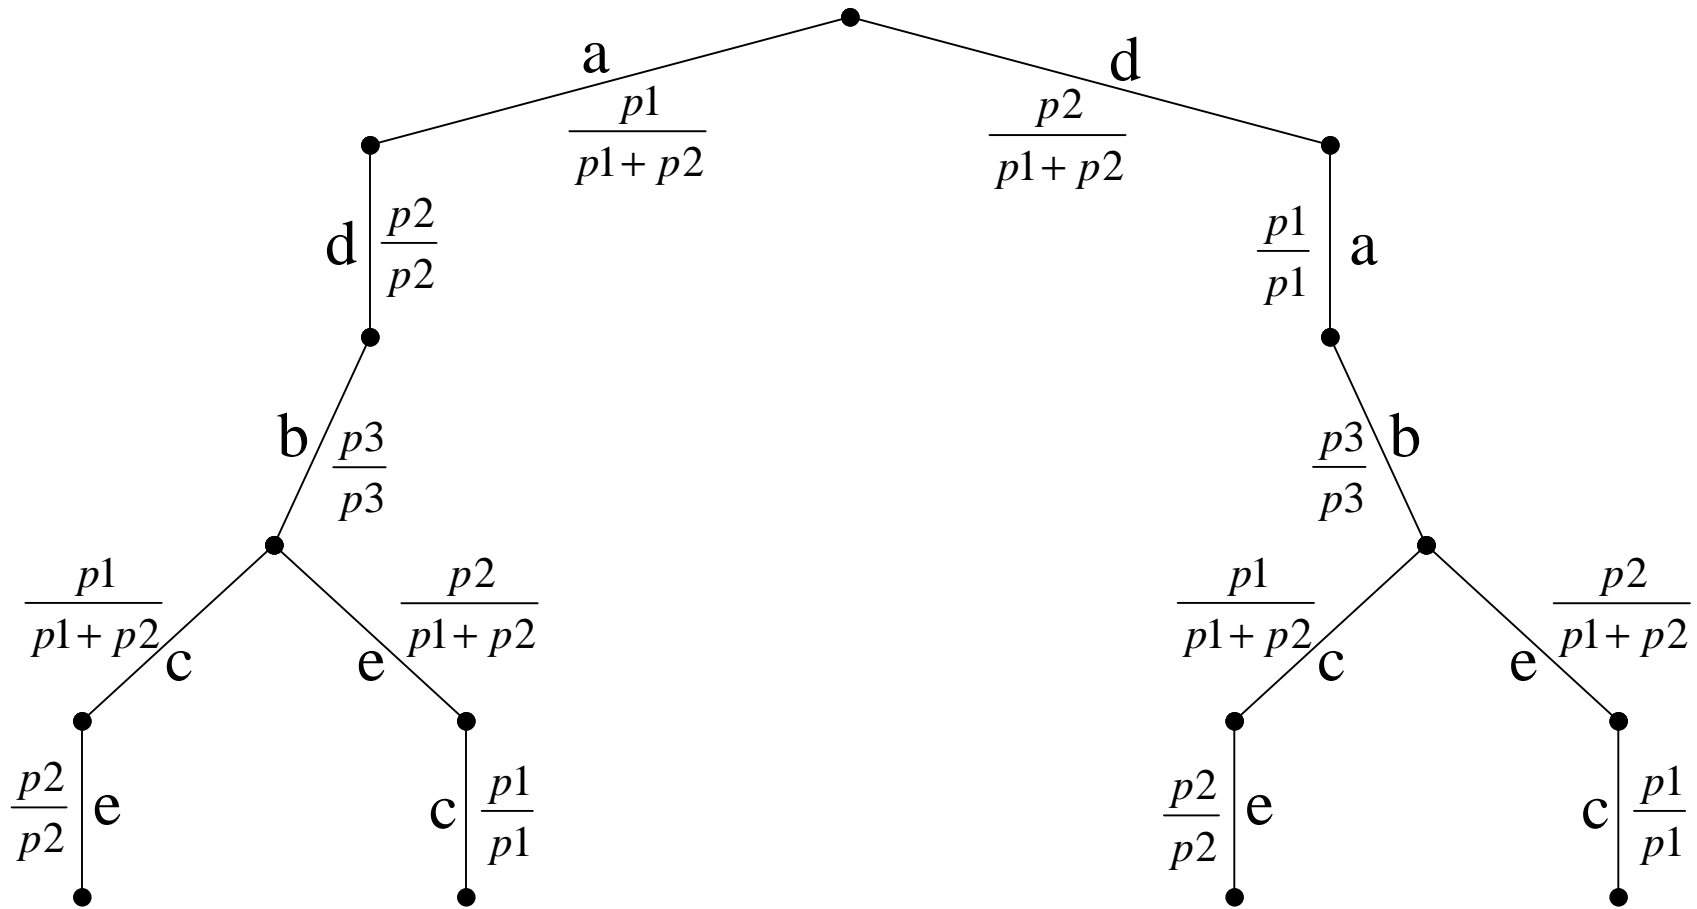 a d
p1/(p1+ p2) p2/(p1+ p2)
d p2/p2 p1/p1 a
b p3/p3 p3/p3 b
p1/(p1+ p2) p2/(p1+ p2) p1/(p1+ p2) p2/(p1+ p2)
c e c e
p2/p2 e c p1/p1 p2/p2 e c p1/p1